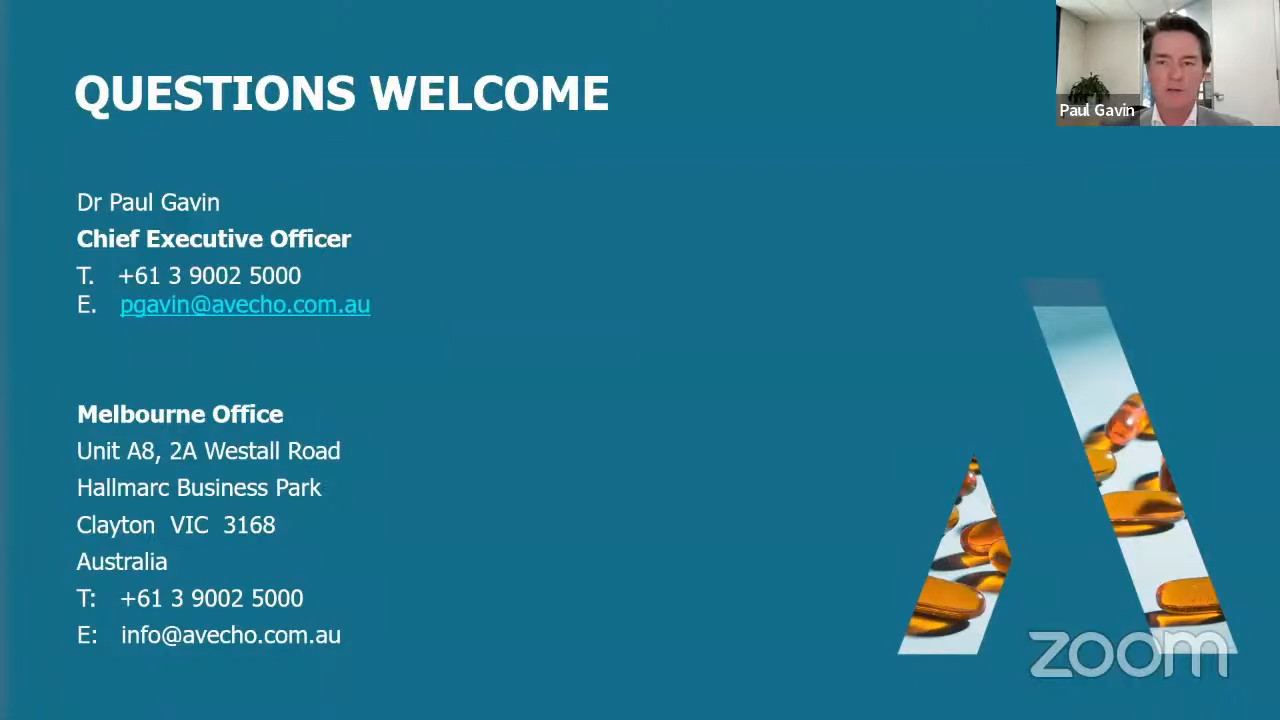 QUESTIONS WELCOME
Paul Gavin
Dr Paul Gavin
Chief Executive Officer
T. +61 3 9002 5000
E. pgavin@avecho.com.au
Melbourne Office
Unit A8, 2A Westall Road
Hallmarc Business Park
Clayton VIC 3168
Australia
T: +61 3 9002 5000
E: info@avecho.com.au
zoom